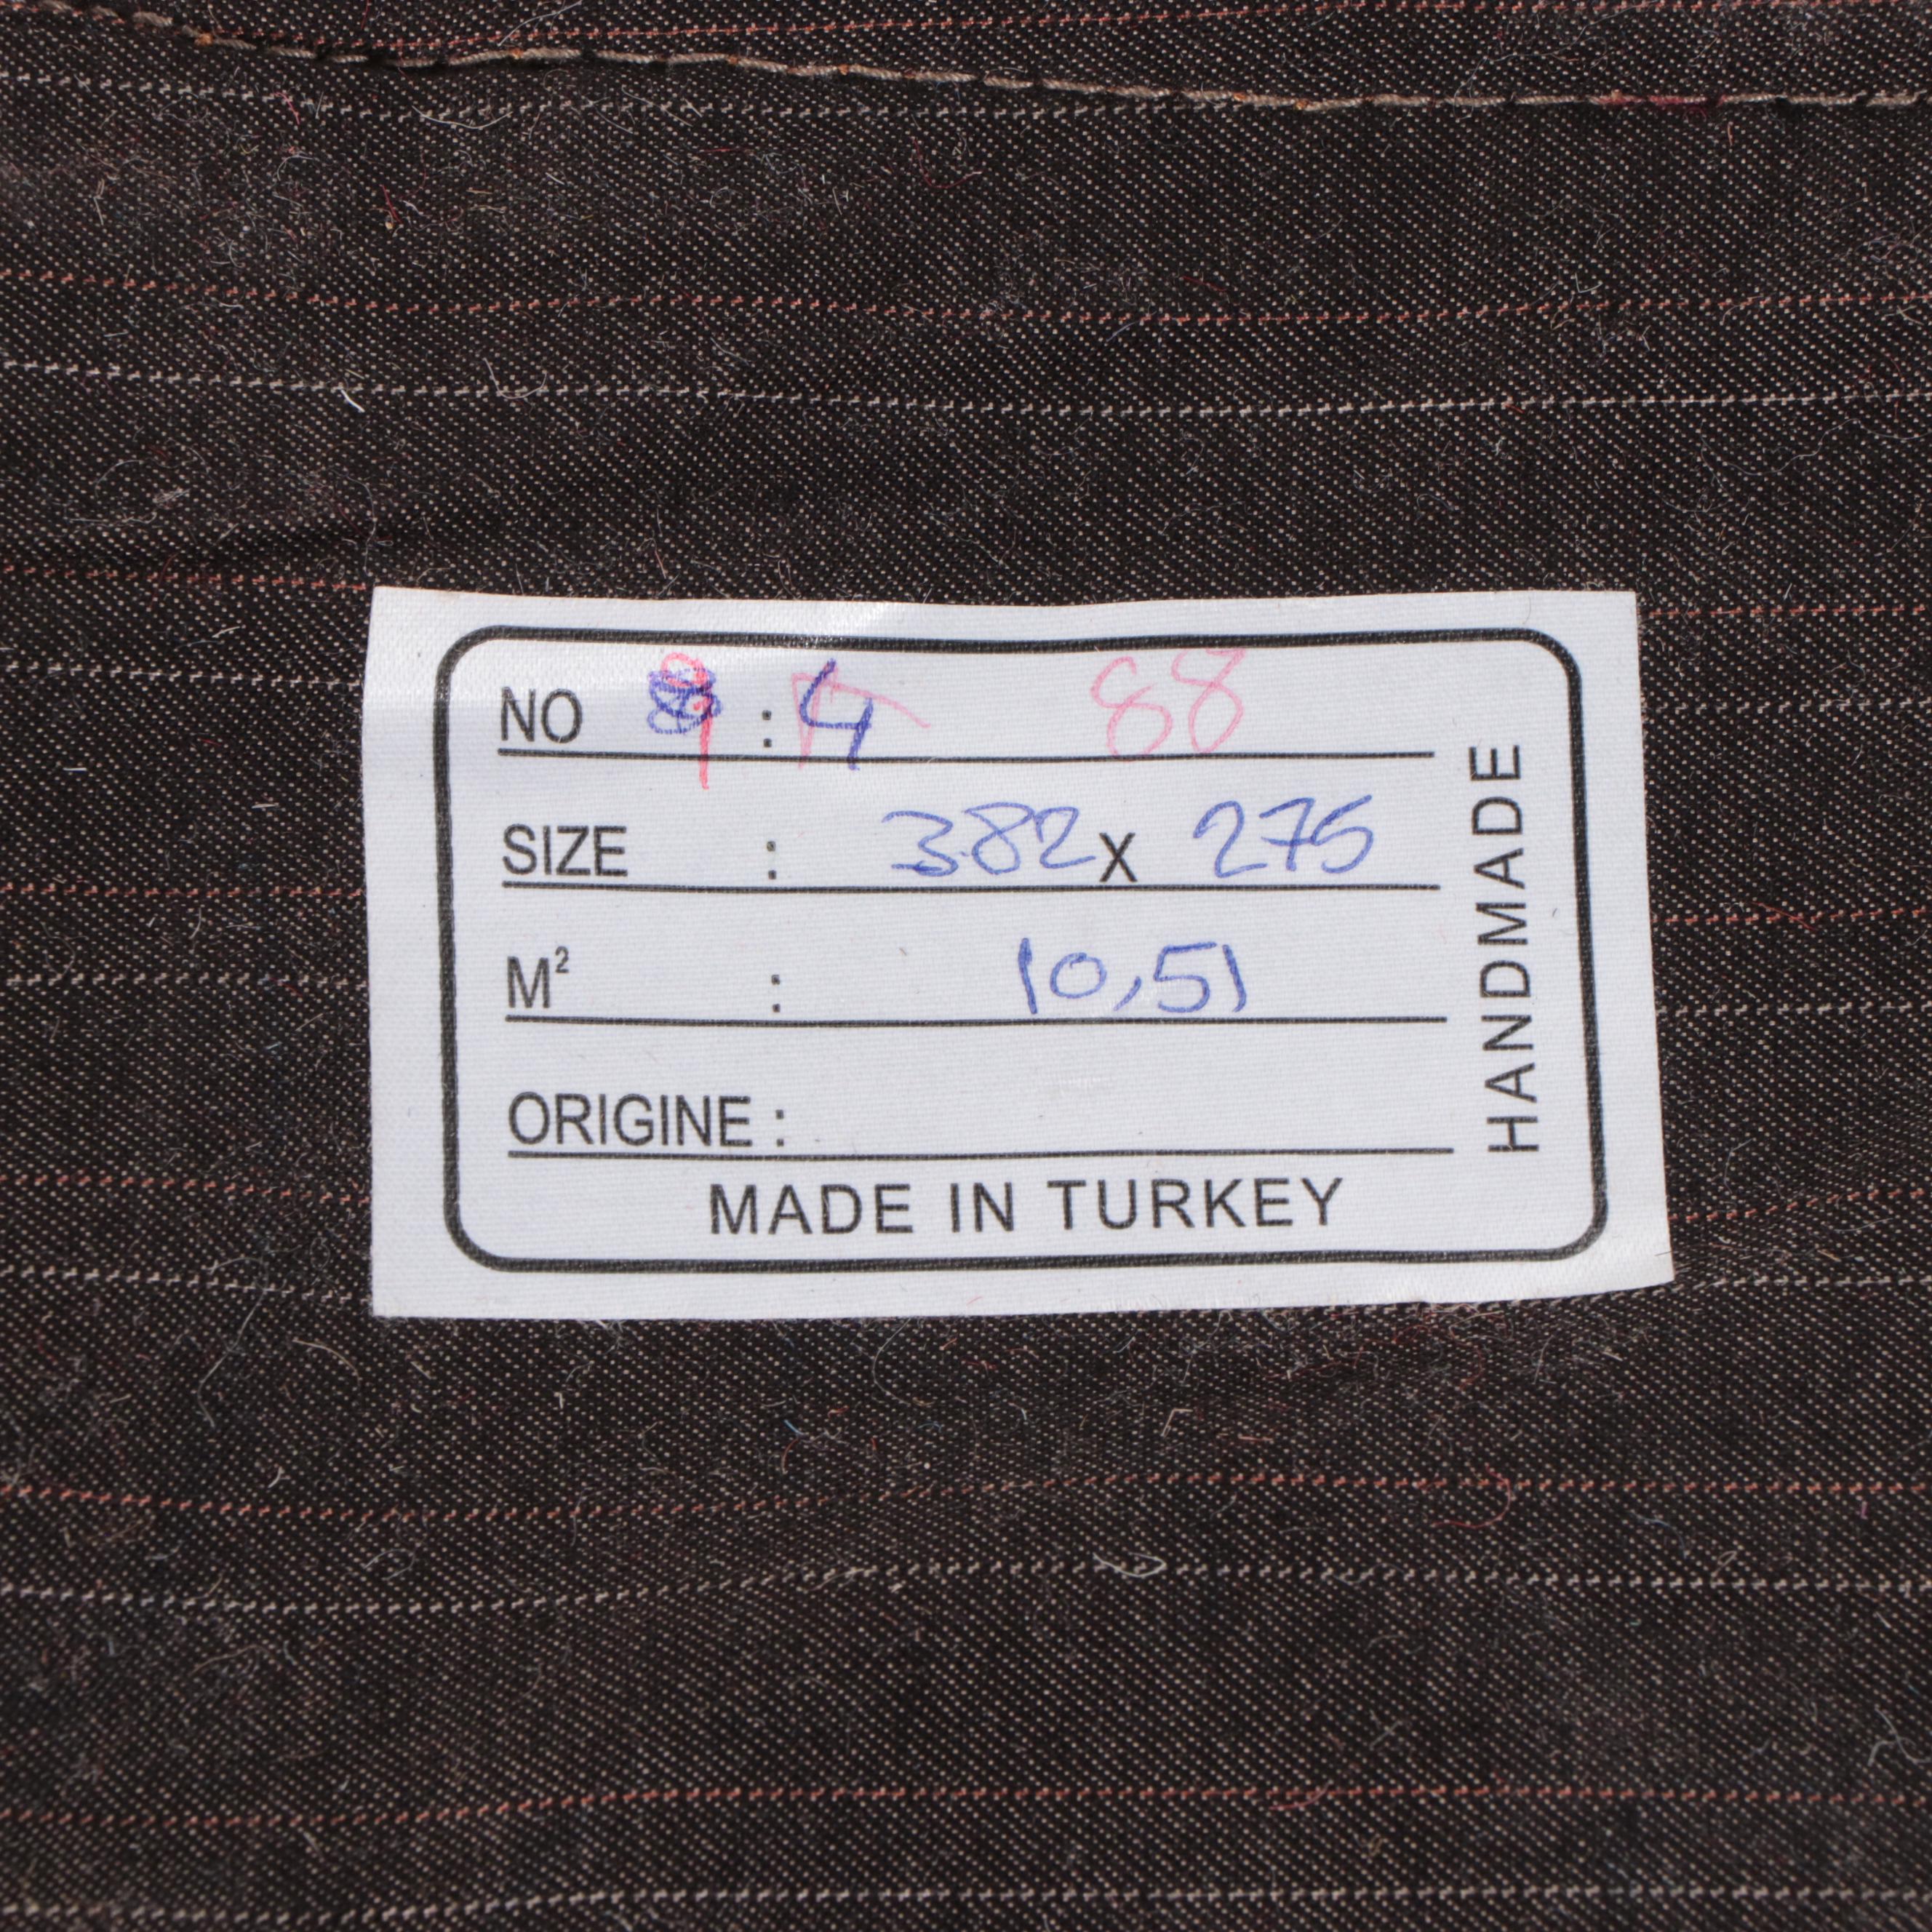 NO : 4 88
SIZE : 382 x 275
M² : 10,51
ORIGINE :
MADE IN TURKEY
HANDMADE